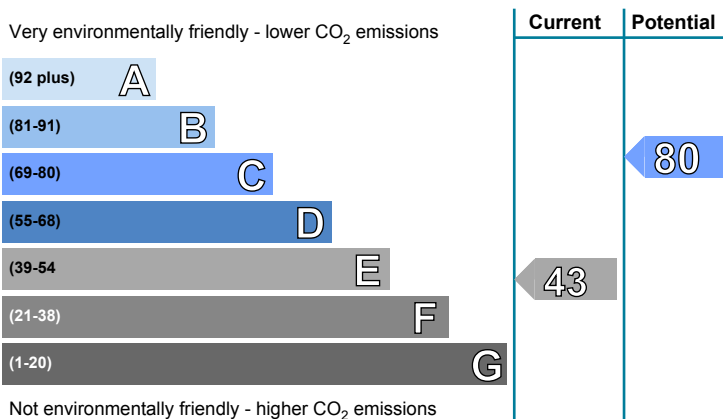 Current Potential
Very environmentally friendly - lower CO2 emissions
(92 plus) A
(81-91) B
(69-80) C
80
(55-68) D
(39-54 E
43
(21-38) F
(1-20) G
Not environmentally friendly - higher CO2 emissions